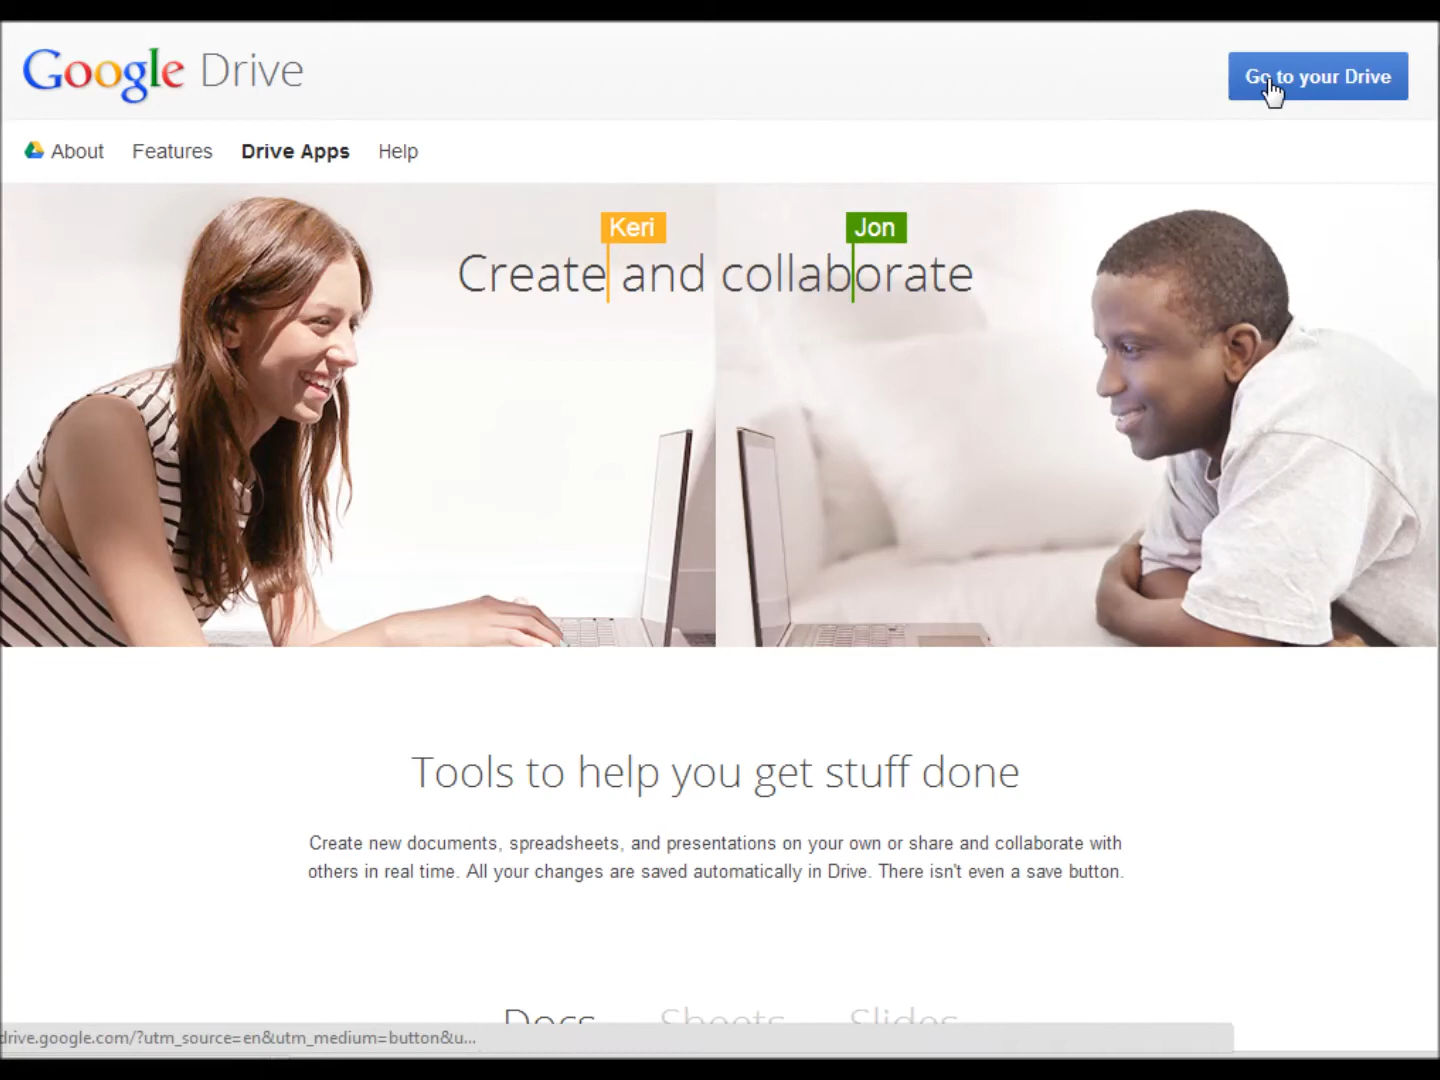 Google Drive
Go to your Drive
About Features Drive Apps Help
Keri Jon
Create and collaborate
Tools to help you get stuff done
Create new documents, spreadsheets, and presentations on your own or share and collaborate with
others in real time. All your changes are saved automatically in Drive. There isn't even a save button.
Docs Sheets Slides
drive.google.com/?utm_source=en&utm_medium=button&u...